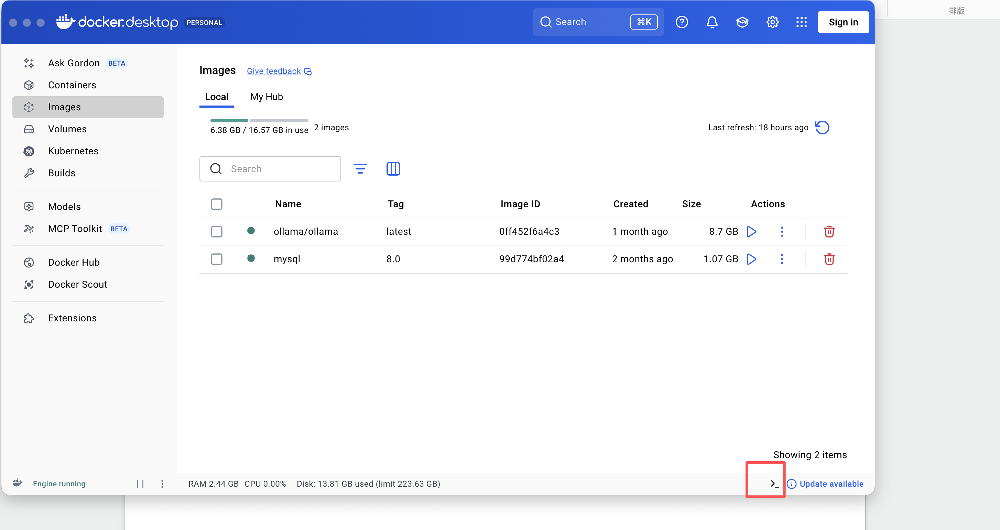 排版
docker desktop PERSONAL
Search ⌘K
Sign in
Ask Gordon BETA
Containers
Images
Volumes
Kubernetes
Builds
Models
MCP Toolkit BETA
Docker Hub
Docker Scout
Extensions
Images Give feedback
Local My Hub
6.38 GB / 16.57 GB in use 2 images
Last refresh: 18 hours ago
Search
Name Tag Image ID Created Size Actions
ollama/ollama latest 0ff452f6a4c3 1 month ago 8.7 GB
mysql 8.0 99d774bf02a4 2 months ago 1.07 GB
Showing 2 items
Engine running
RAM 2.44 GB CPU 0.00% Disk: 13.81 GB used (limit 223.63 GB)
Update available